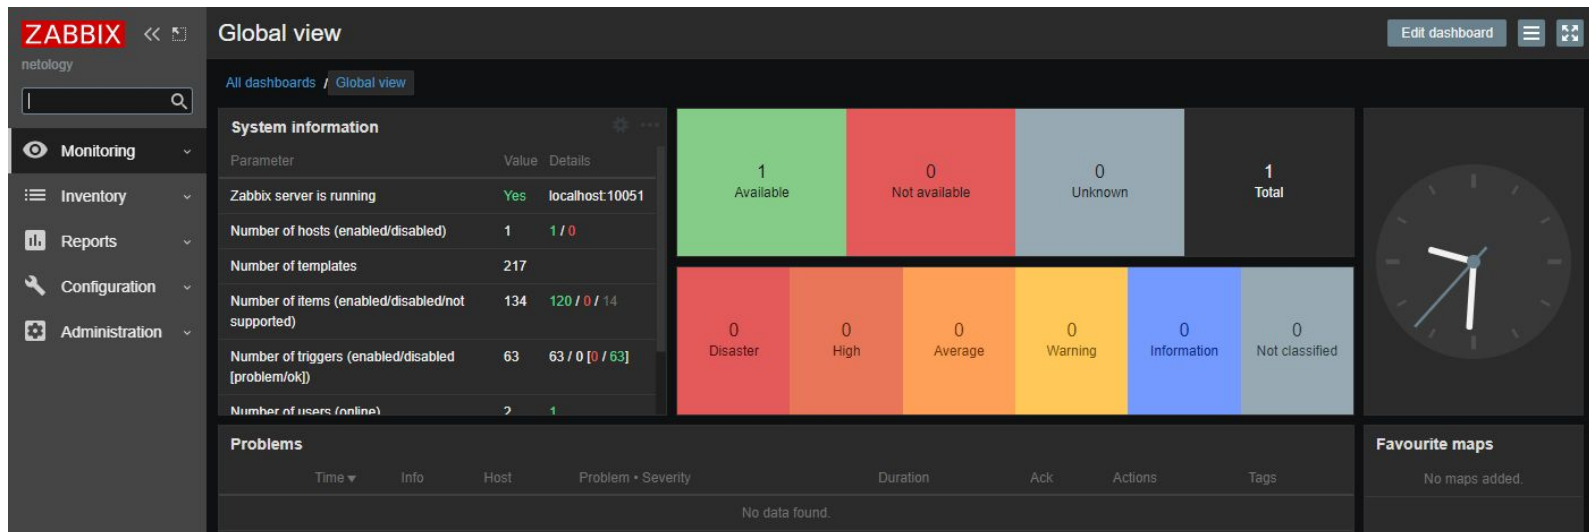 ZABBIX
netology
Monitoring
Inventory
Reports
Configuration
Administration
Global view
Edit dashboard
All dashboards / Global view
System information
Parameter Value Details
Zabbix server is running Yes localhost:10051
Number of hosts (enabled/disabled) 1 1 / 0
Number of templates 217
Number of items (enabled/disabled/not 134 120 / 0 / 14
supported)
Number of triggers (enabled/disabled 63 63 / 0 [0 / 63]
[problem/ok])
Number of users (online) 2 1
1 0 0 1
Available Not available Unknown Total
0 0 0 0 0 0
Disaster High Average Warning Information Not classified
Problems
Time Info Host Problem • Severity Duration Ack Actions Tags
No data found.
Favourite maps
No maps added.